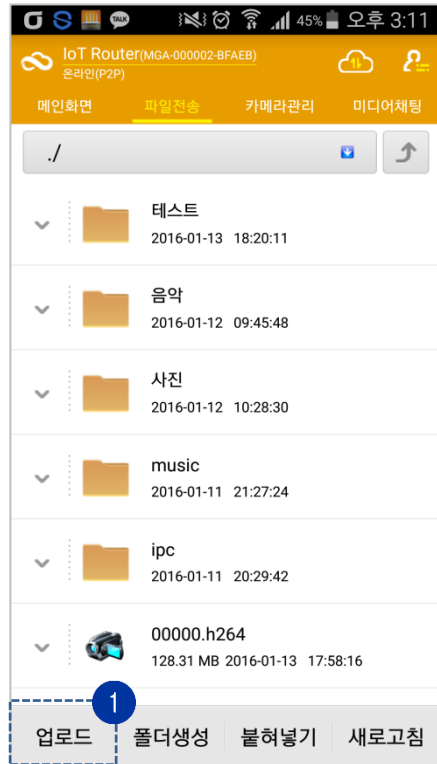 TALK 45% 오후 3:11
IoT Router(MGA-000002-BFAEB)
온라인(P2P)
메인화면 파일전송 카메라관리 미디어채팅
./
테스트
2016-01-13 18:20:11
음악
2016-01-12 09:45:48
사진
2016-01-12 10:28:30
music
2016-01-11 21:27:24
ipc
2016-01-11 20:29:42
00000.h264
128.31 MB 2016-01-13 17:58:16
1
업로드 폴더생성 붙혀넣기 새로고침